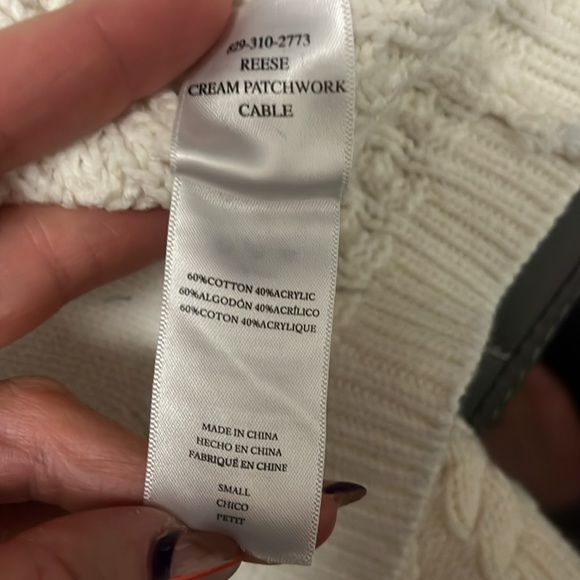 829-310-2773
REESE
CREAM PATCHWORK
CABLE
60%COTTON 40%ACRYLIC
60%ALGODÓN 40%ACRÍLICO
60%COTON 40%ACRYLIQUE
MADE IN CHINA
HECHO EN CHINA
FABRIQUÉ EN CHINE
SMALL
CHICO
PETIT